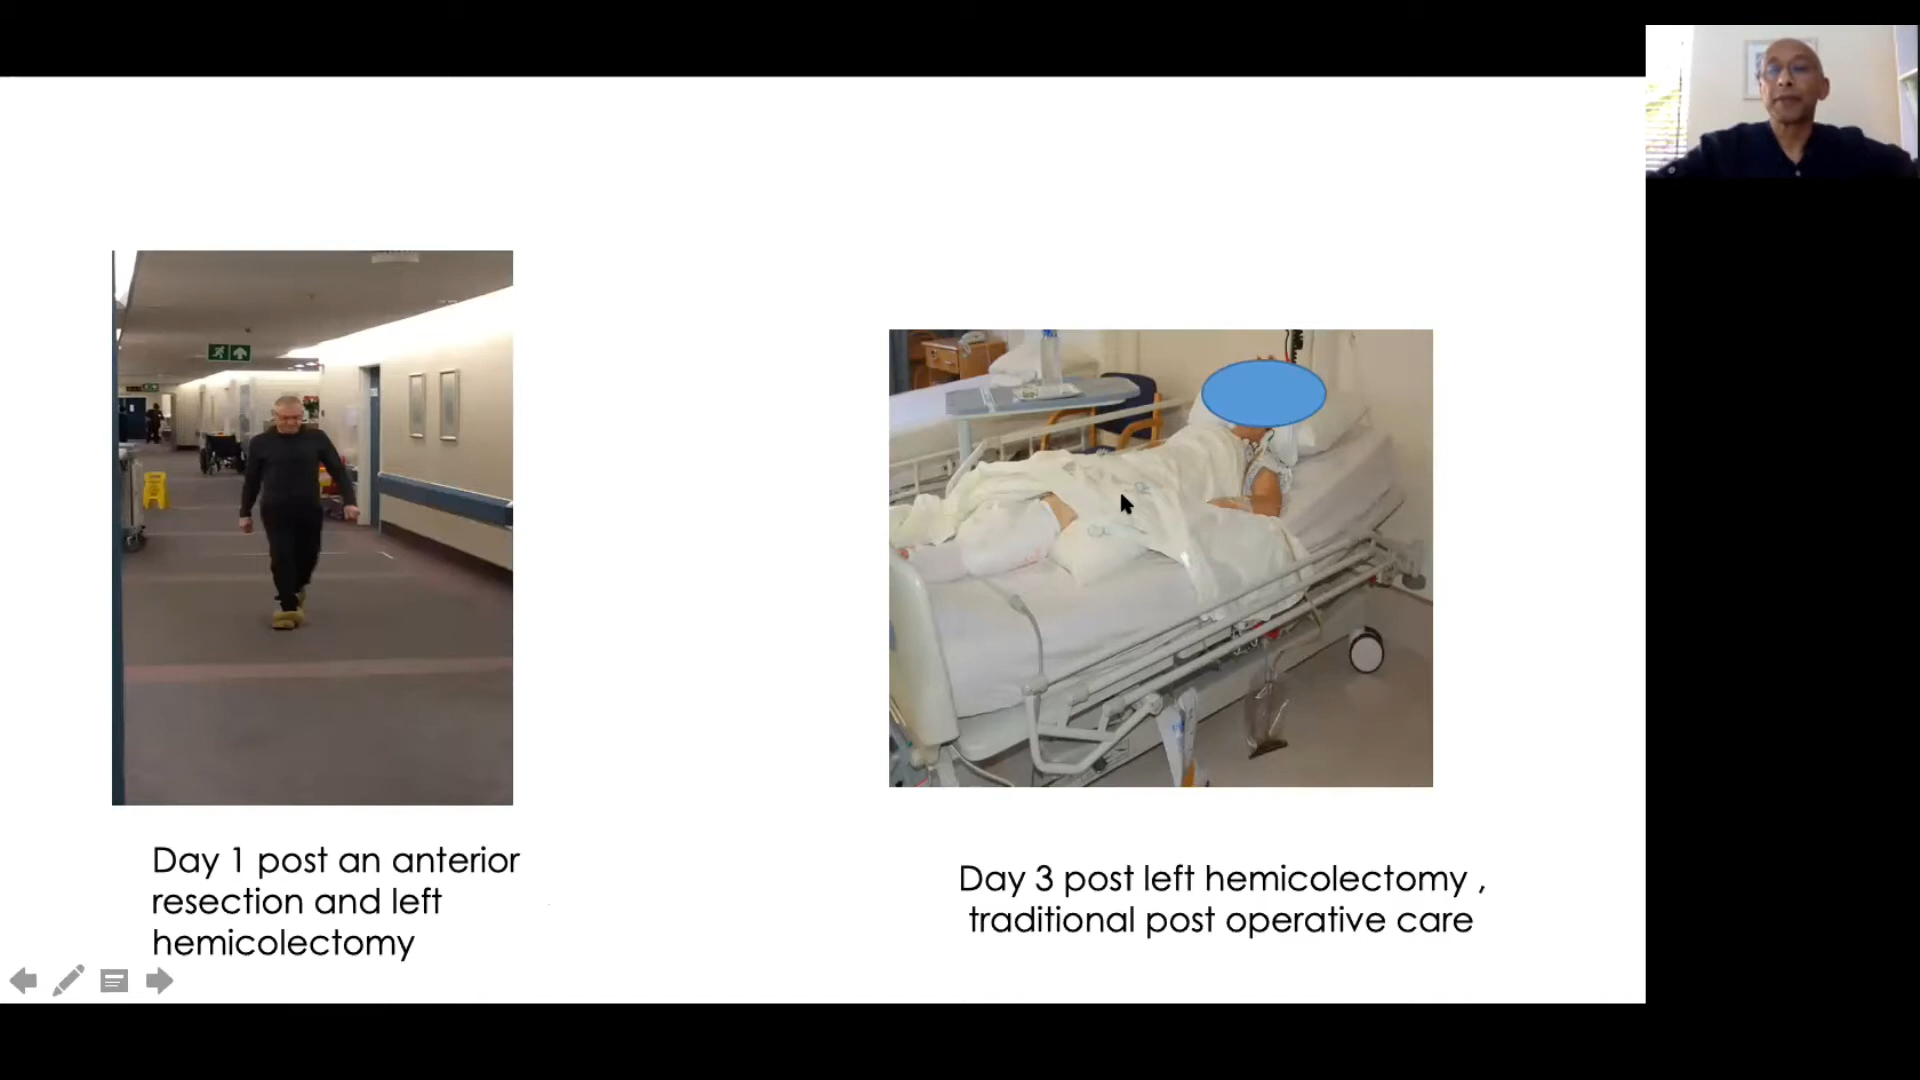 Day 1 post an anterior
resection and left
hemicolectomy
Day 3 post left hemicolectomy ,
traditional post operative care